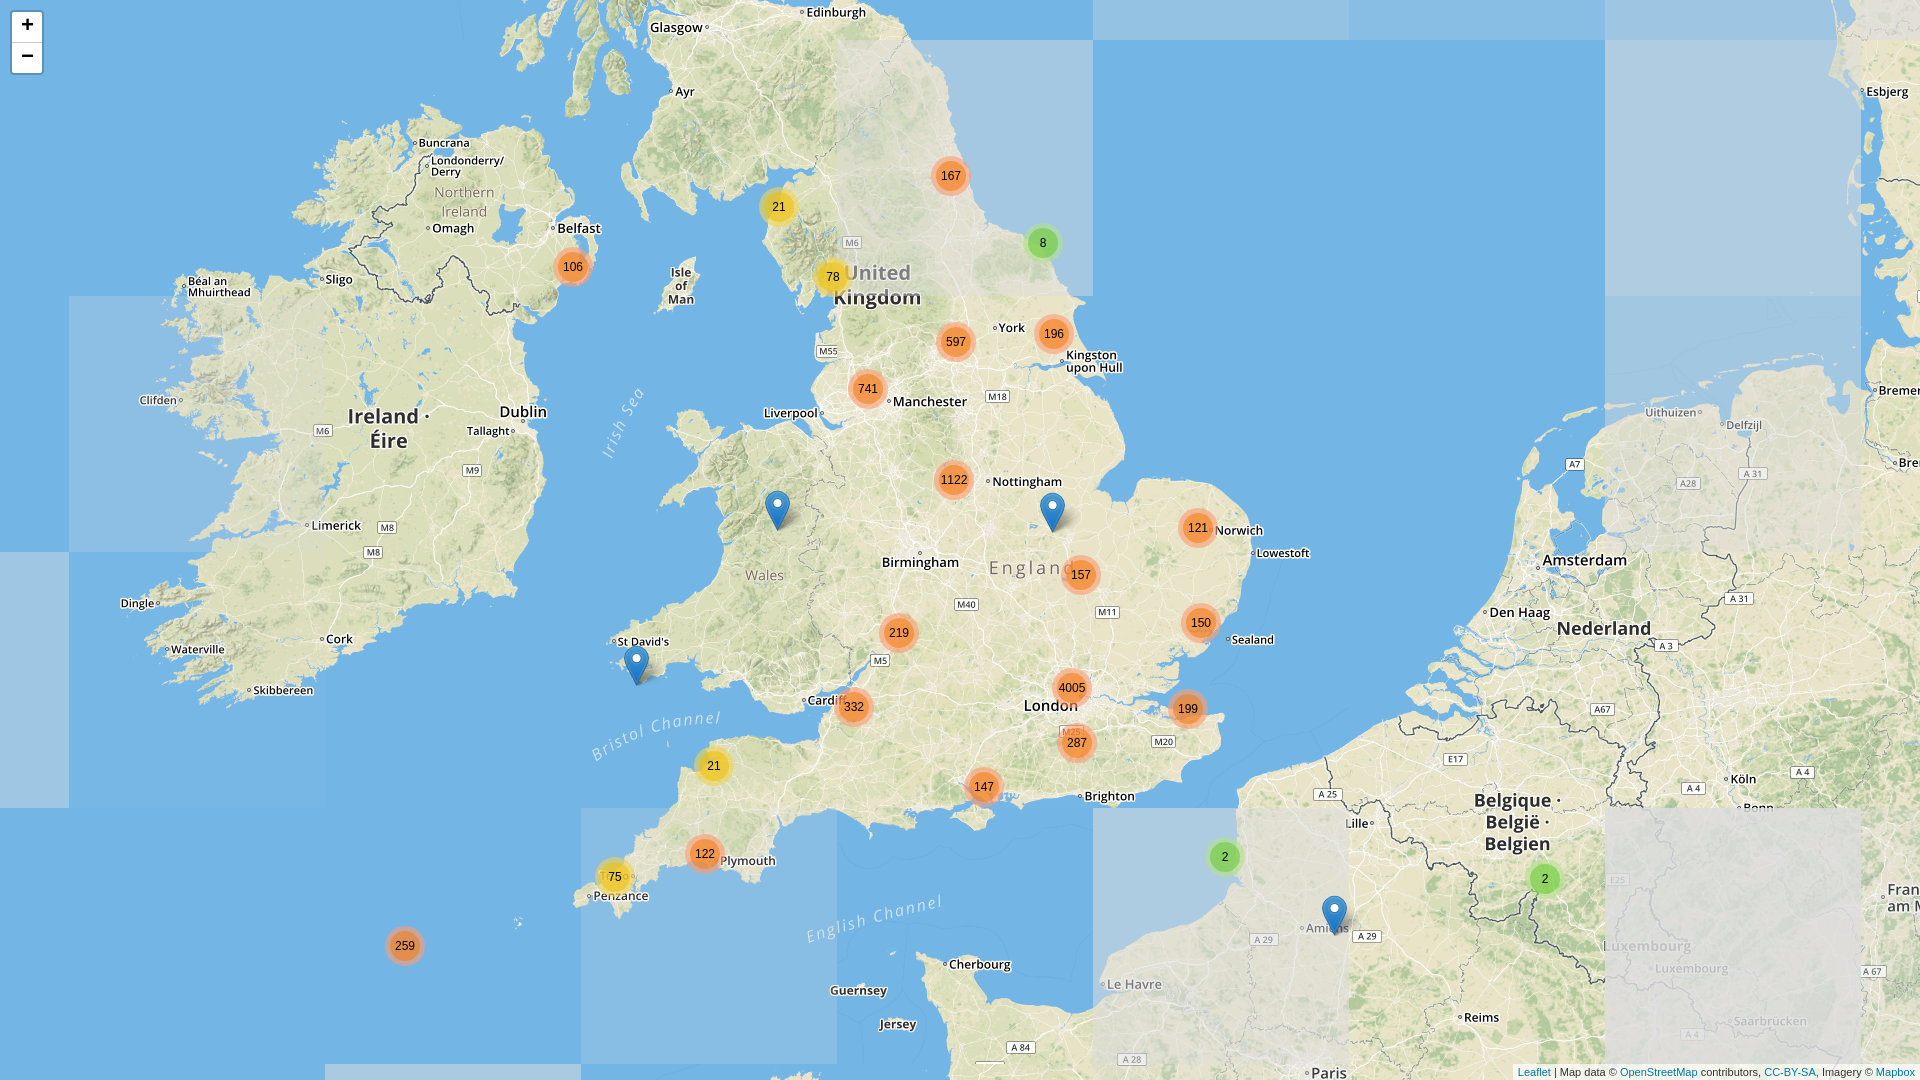 +
−
Glasgow
Edinburgh
Ayr
Esbjerg
Buncrana
Londonderry/
Derry
Northern
Ireland
Omagh
Belfast
167
21
8
106
M6
78
United
Kingdom
Isle
of
Man
Sligo
Béal an
Mhuirthead
York
597
196
M55
Kingston
upon Hull
741
Manchester
M18
Liverpool
Clifden
Ireland ·
Éire
Dublin
Tallaght
M6
M9
Irish Sea
Uithuizen
Delfzijl
A7
A 31
A28
1122
Nottingham
Limerick
M8
M8
121
Norwich
Lowestoft
Birmingham
England
157
Wales
Amsterdam
Dingle
M40
M11
A 31
Den Haag
Nederland
A 3
Cork
Waterville
Skibbereen
St David's
219
150
Sealand
M5
4005
London
Cardiff
332
199
A67
Bristol Channel
M25
287
M20
E17
21
147
Brighton
A 25
Köln
A 4
A 4
Bonn
Belgique ·
België ·
Belgien
Lille
122
Plymouth
75
Penzance
2
2
E25
English Channel
Amiens
A 29
A 29
259
Luxembourg
Luxembourg
A 67
Cherbourg
Le Havre
Guernsey
Jersey
Reims
Saarbrücken
A 4
A 84
A 28
Paris
Leaflet | Map data © OpenStreetMap contributors, CC-BY-SA, Imagery © Mapbox